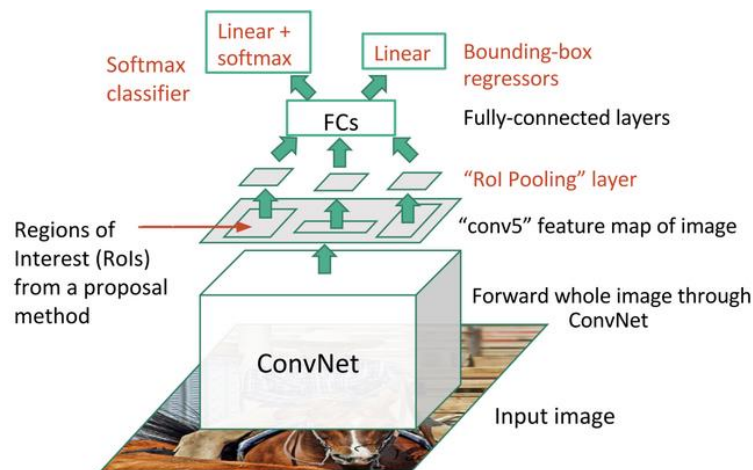 Linear +
softmax
Linear
Softmax
classifier
Bounding-box
regressors
FCs
Fully-connected layers
"RoI Pooling" layer
Regions of
Interest (RoIs)
from a proposal
method
"conv5" feature map of image
Forward whole image through
ConvNet
ConvNet
Input image